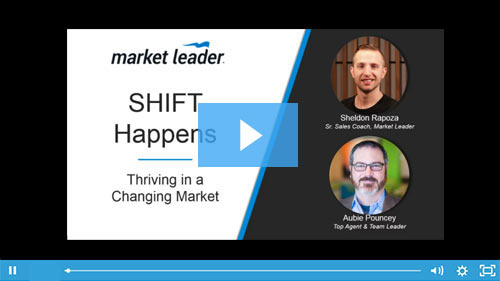 market leader
SHIFT
Happens
Thriving in a
Changing Market
Sheldon Rapoza
Sr. Sales Coach, Market Leader
Aubie Pouncey
Top Agent & Team Leader